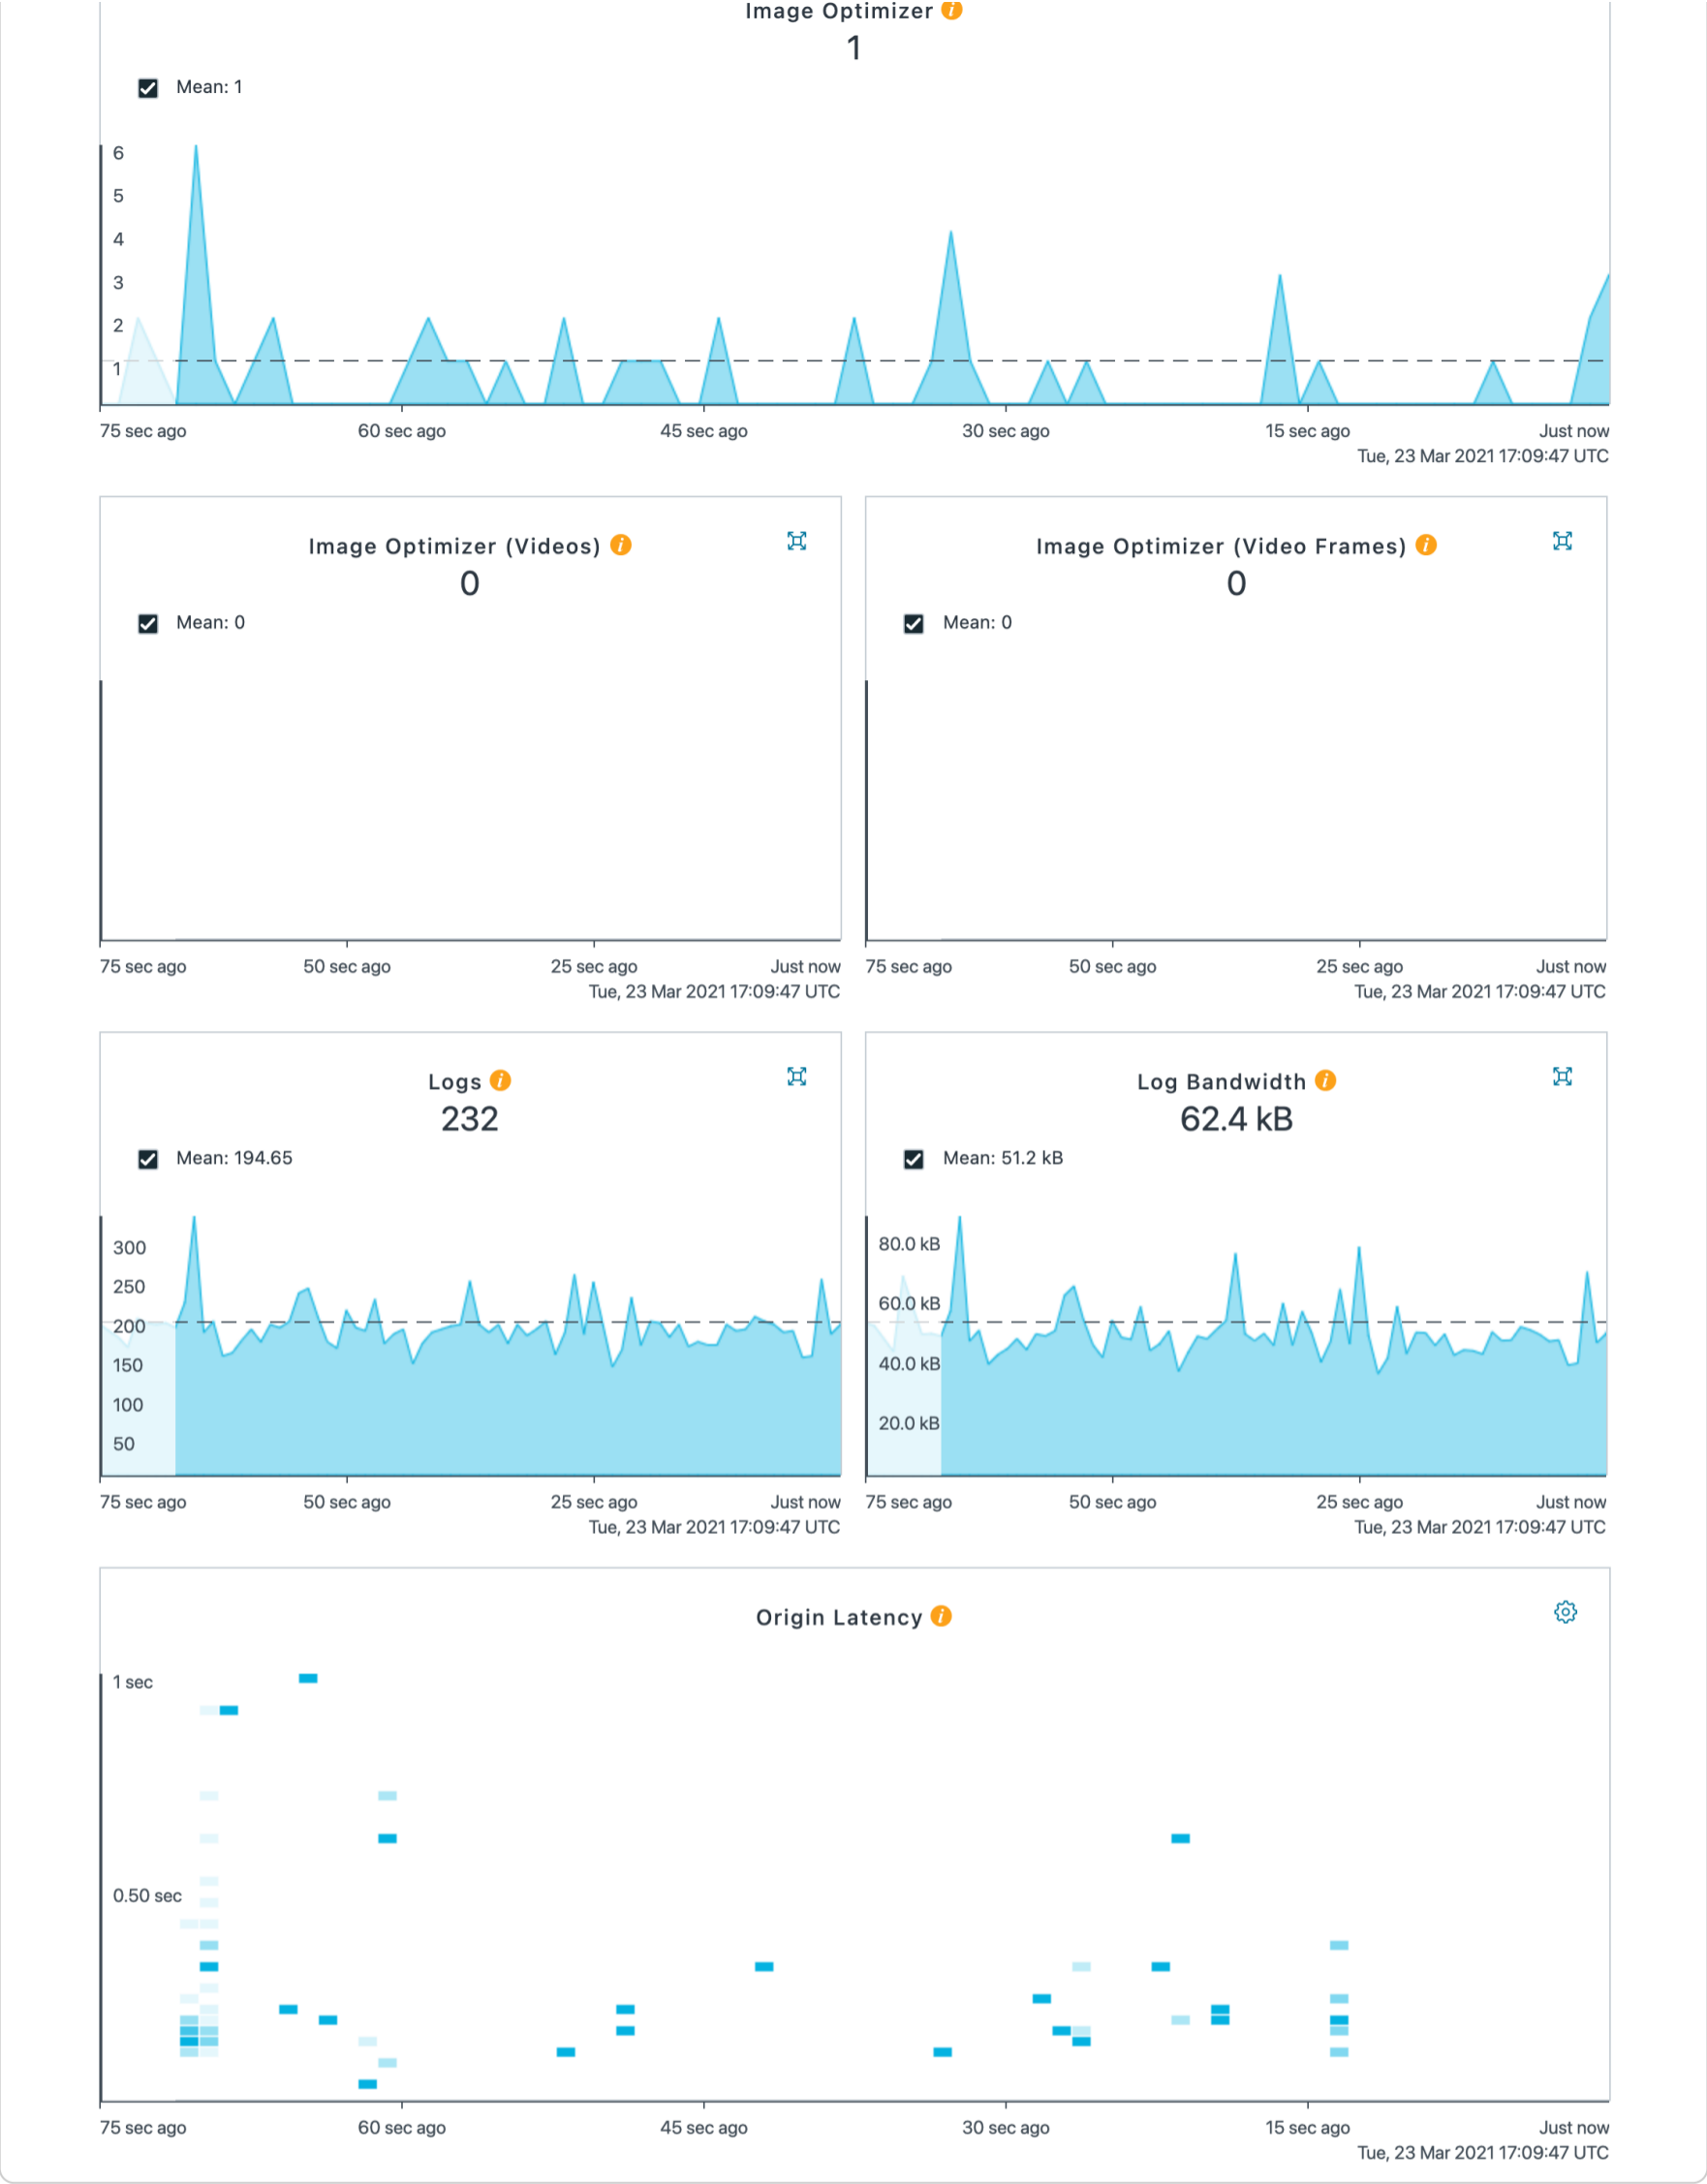 Image Optimizer i
1
Mean: 1
6
5
4
3
2
1
75 sec ago 60 sec ago 45 sec ago 30 sec ago 15 sec ago Just now
Tue, 23 Mar 2021 17:09:47 UTC
Image Optimizer (Videos) i
0
Mean: 0
75 sec ago 50 sec ago 25 sec ago Just now
Tue, 23 Mar 2021 17:09:47 UTC
Image Optimizer (Video Frames) i
0
Mean: 0
75 sec ago 50 sec ago 25 sec ago Just now
Tue, 23 Mar 2021 17:09:47 UTC
Logs i
232
Mean: 194.65
300
250
200
150
100
50
75 sec ago 50 sec ago 25 sec ago Just now
Tue, 23 Mar 2021 17:09:47 UTC
Log Bandwidth i
62.4 kB
Mean: 51.2 kB
80.0 kB
60.0 kB
40.0 kB
20.0 kB
75 sec ago 50 sec ago 25 sec ago Just now
Tue, 23 Mar 2021 17:09:47 UTC
Origin Latency i
1 sec
0.50 sec
75 sec ago 60 sec ago 45 sec ago 30 sec ago 15 sec ago Just now
Tue, 23 Mar 2021 17:09:47 UTC